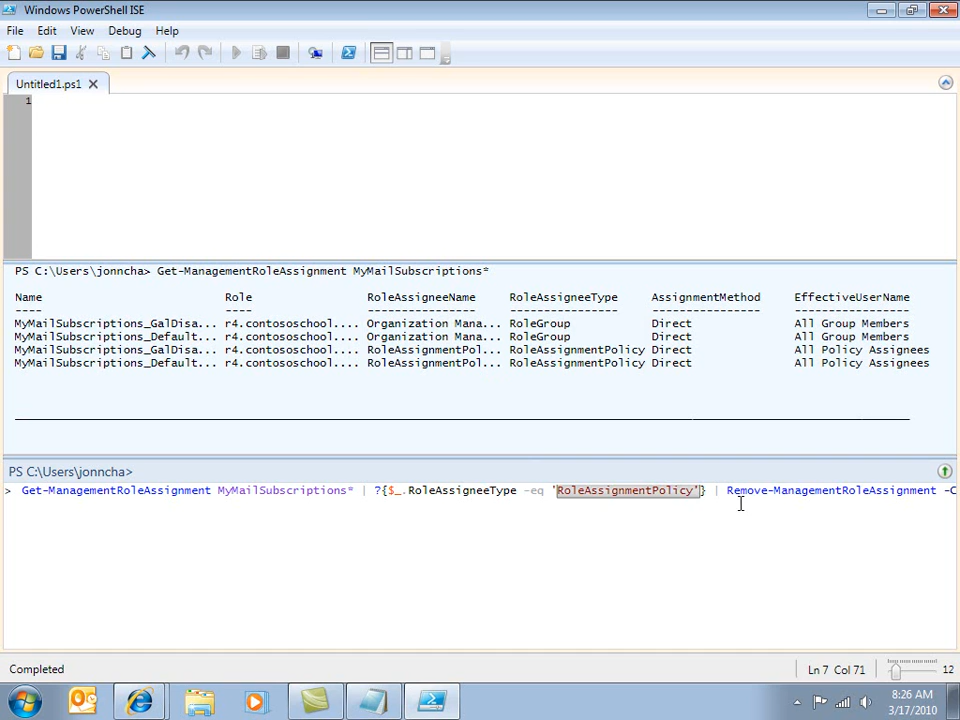 Windows PowerShell ISE
File Edit View Debug Help
Untitled1.ps1
1
PS C:\Users\jonncha> Get-ManagementRoleAssignment MyMailSubscriptions*
Name Role RoleAssigneeName RoleAssigneeType AssignmentMethod EffectiveUserName
---- ---- ---------------- ---------------- ---------------- -----------------
MyMailSubscriptions_GalDisa... r4.contososchool.... Organization Mana... RoleGroup Direct All Group Members
MyMailSubscriptions_Default... r4.contososchool.... Organization Mana... RoleGroup Direct All Group Members
MyMailSubscriptions_GalDisa... r4.contososchool.... RoleAssignmentPol... RoleAssignmentPolicy Direct All Policy Assignees
MyMailSubscriptions_Default... r4.contososchool.... RoleAssignmentPol... RoleAssignmentPolicy Direct All Policy Assignees
PS C:\Users\jonncha>
> Get-ManagementRoleAssignment MyMailSubscriptions* | ?{$_.RoleAssigneeType -eq 'RoleAssignmentPolicy'} | Remove-ManagementRoleAssignment -C
Completed
Ln 7 Col 71
12
8:26 AM
3/17/2010